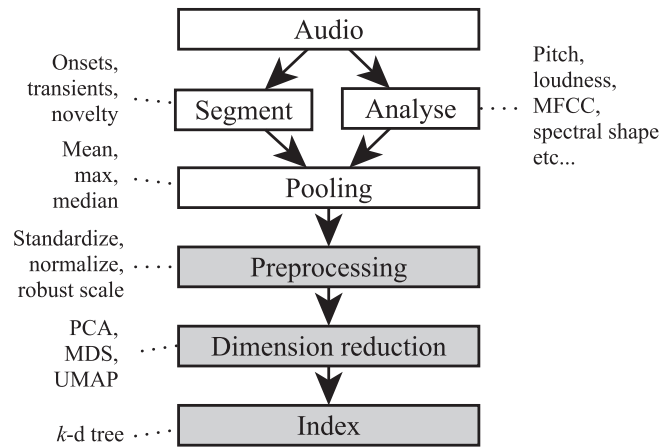 Audio
Onsets,
transients,
novelty
Segment
Analyse
Pitch,
loudness,
MFCC,
spectral shape
etc...
Mean,
max,
median
Pooling
Standardize,
normalize,
robust scale
Preprocessing
PCA,
MDS,
UMAP
Dimension reduction
k-d tree
Index